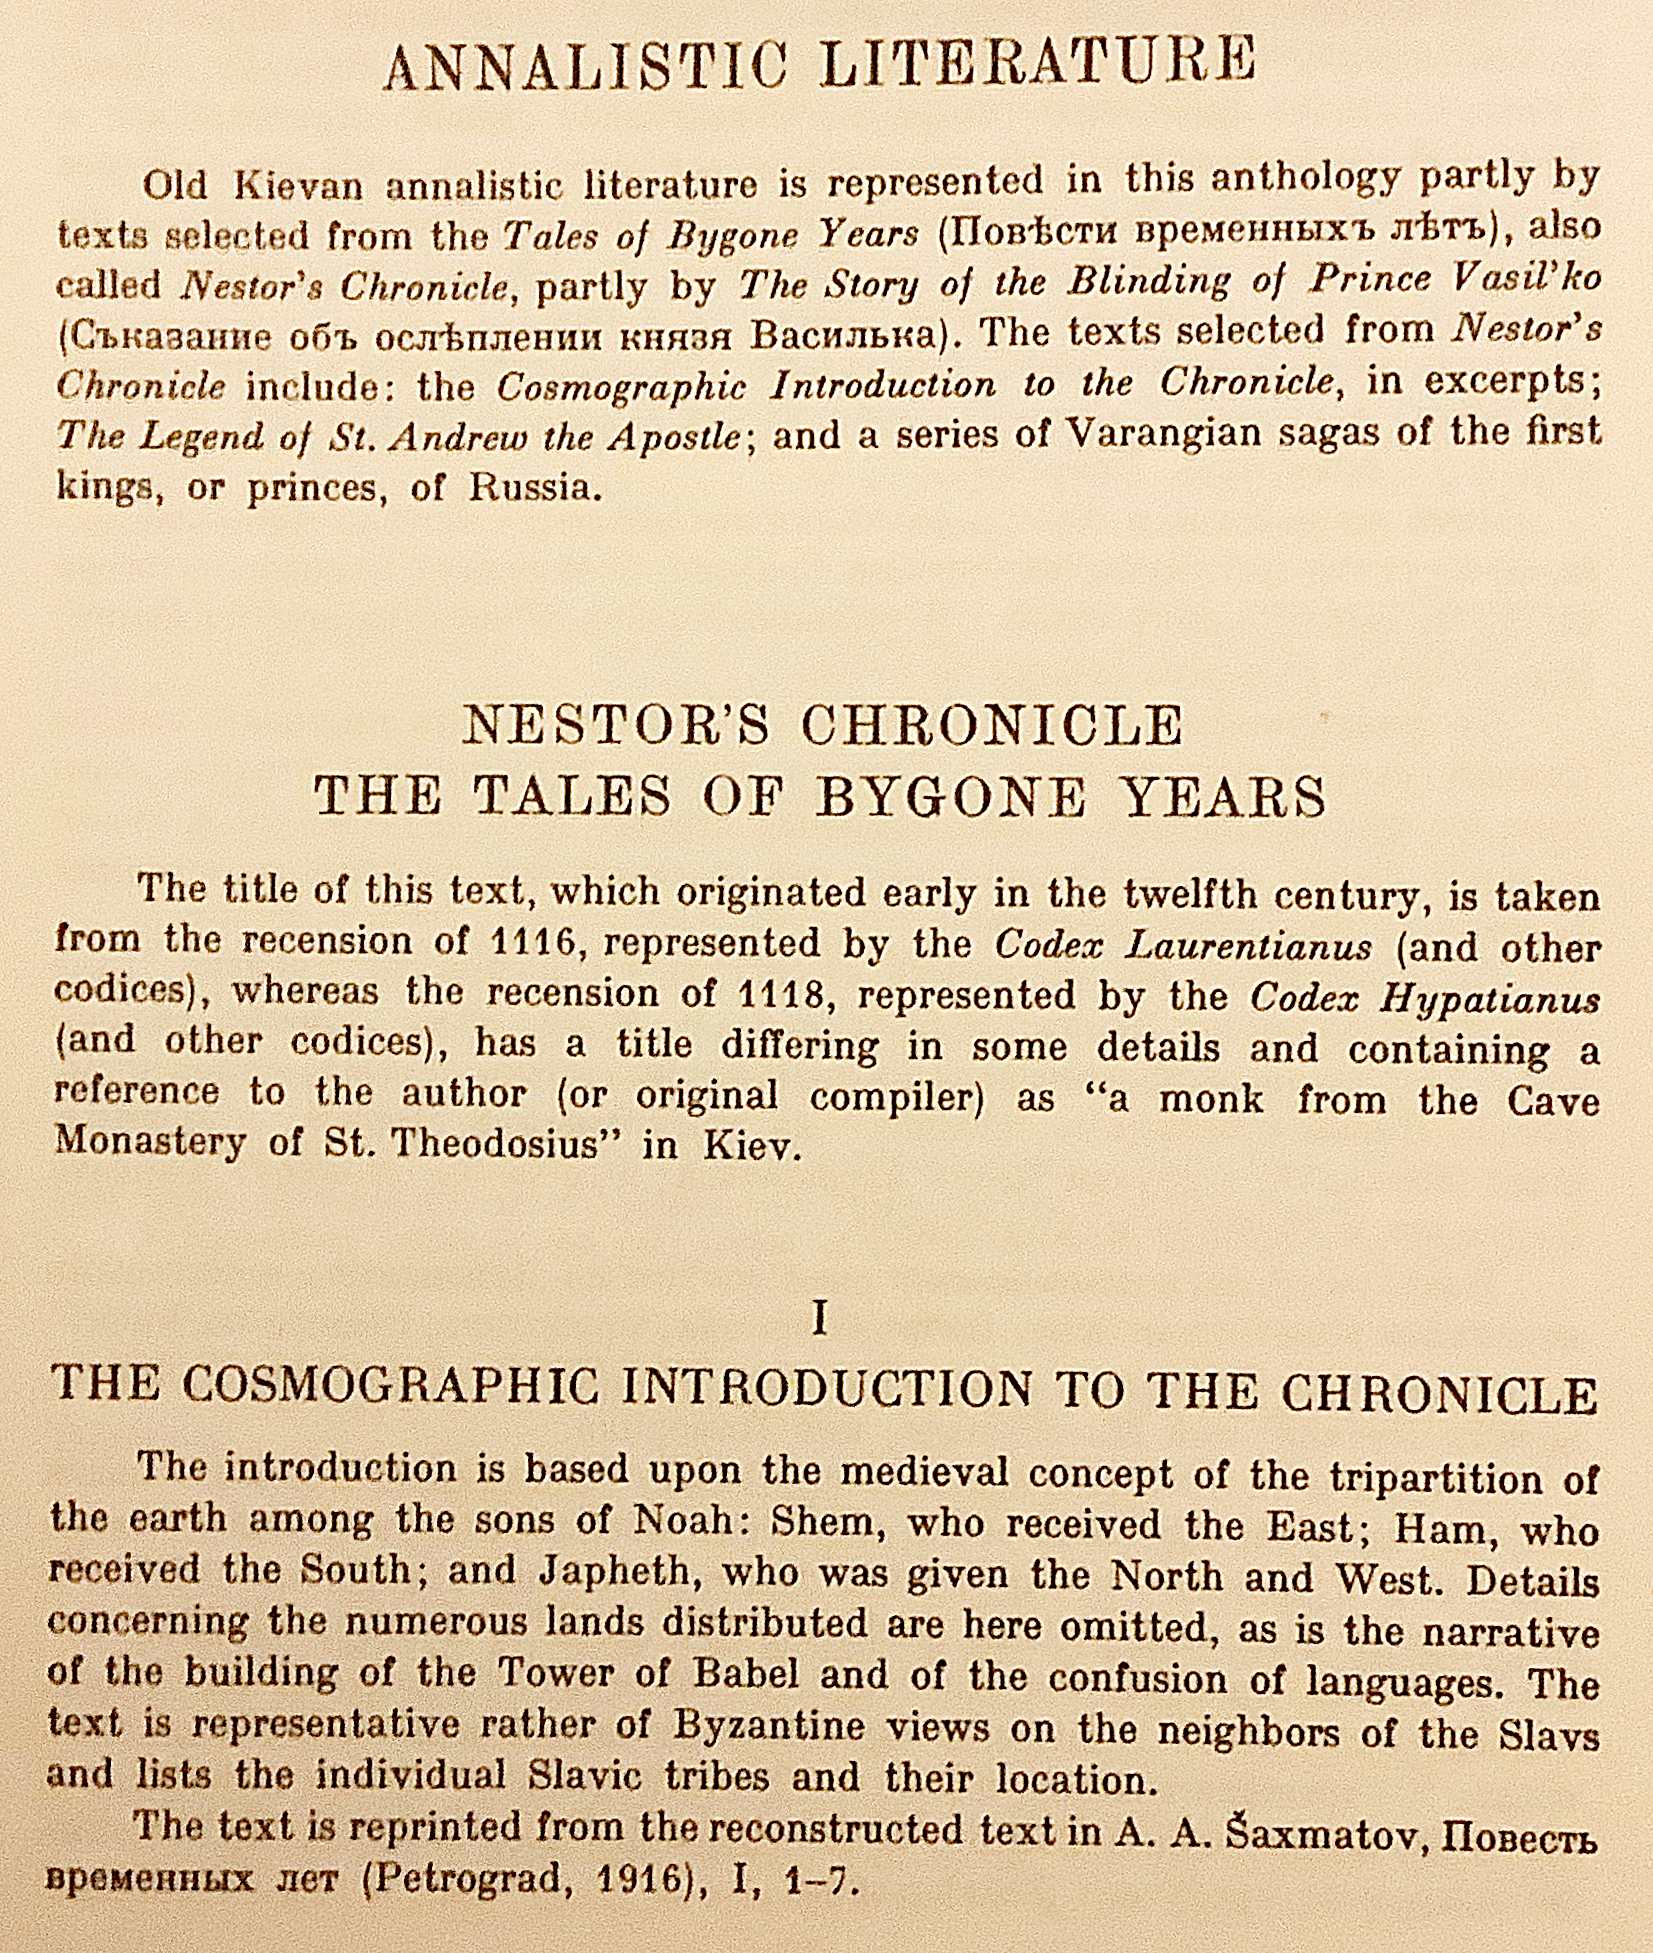 ANNALISTIC LITERATURE
Old Kievan annalistic literature is represented in this anthology partly by
texts selected from the Tales of Bygone Years (Повѣсти временныхъ лѣтъ), also
called Nestor's Chronicle, partly by The Story of the Blinding of Prince Vasil'ko
(Съказание объ ослѣплении князя Василька). The texts selected from Nestor's
Chronicle include: the Cosmographic Introduction to the Chronicle, in excerpts;
The Legend of St. Andrew the Apostle; and a series of Varangian sagas of the first
kings, or princes, of Russia.
NESTOR'S CHRONICLE
THE TALES OF BYGONE YEARS
The title of this text, which originated early in the twelfth century, is taken
from the recension of 1116, represented by the Codex Laurentianus (and other
codices), whereas the recension of 1118, represented by the Codex Hypatianus
(and other codices), has a title differing in some details and containing a
reference to the author (or original compiler) as “a monk from the Cave
Monastery of St. Theodosius” in Kiev.
I
THE COSMOGRAPHIC INTRODUCTION TO THE CHRONICLE
The introduction is based upon the medieval concept of the tripartition of
the earth among the sons of Noah: Shem, who received the East; Ham, who
received the South; and Japheth, who was given the North and West. Details
concerning the numerous lands distributed are here omitted, as is the narrative
of the building of the Tower of Babel and of the confusion of languages. The
text is representative rather of Byzantine views on the neighbors of the Slavs
and lists the individual Slavic tribes and their location.
The text is reprinted from the reconstructed text in A. A. Šaxmatov, Повесть
временных лет (Petrograd, 1916), I, 1–7.